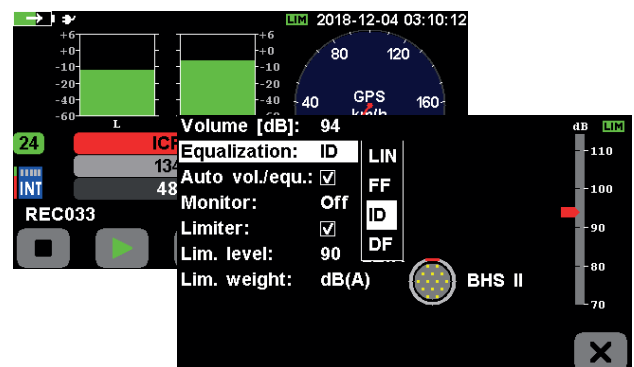 LIM 2018-12-04 03:10:12
+6 +6
+0 +0
-10 -10
-20 -20
-40 -40
-60
L
80 120
40 GPS 160
km/h
24
INT
ICP
134
48
REC033
Volume [dB]: 94
Equalization: ID
Auto vol./equ.:
Monitor: Off
Limiter:
Lim. level: 90
Lim. weight: dB(A)
LIN
FF
ID
DF
BHS II
dB LIM
110
100
90
80
70